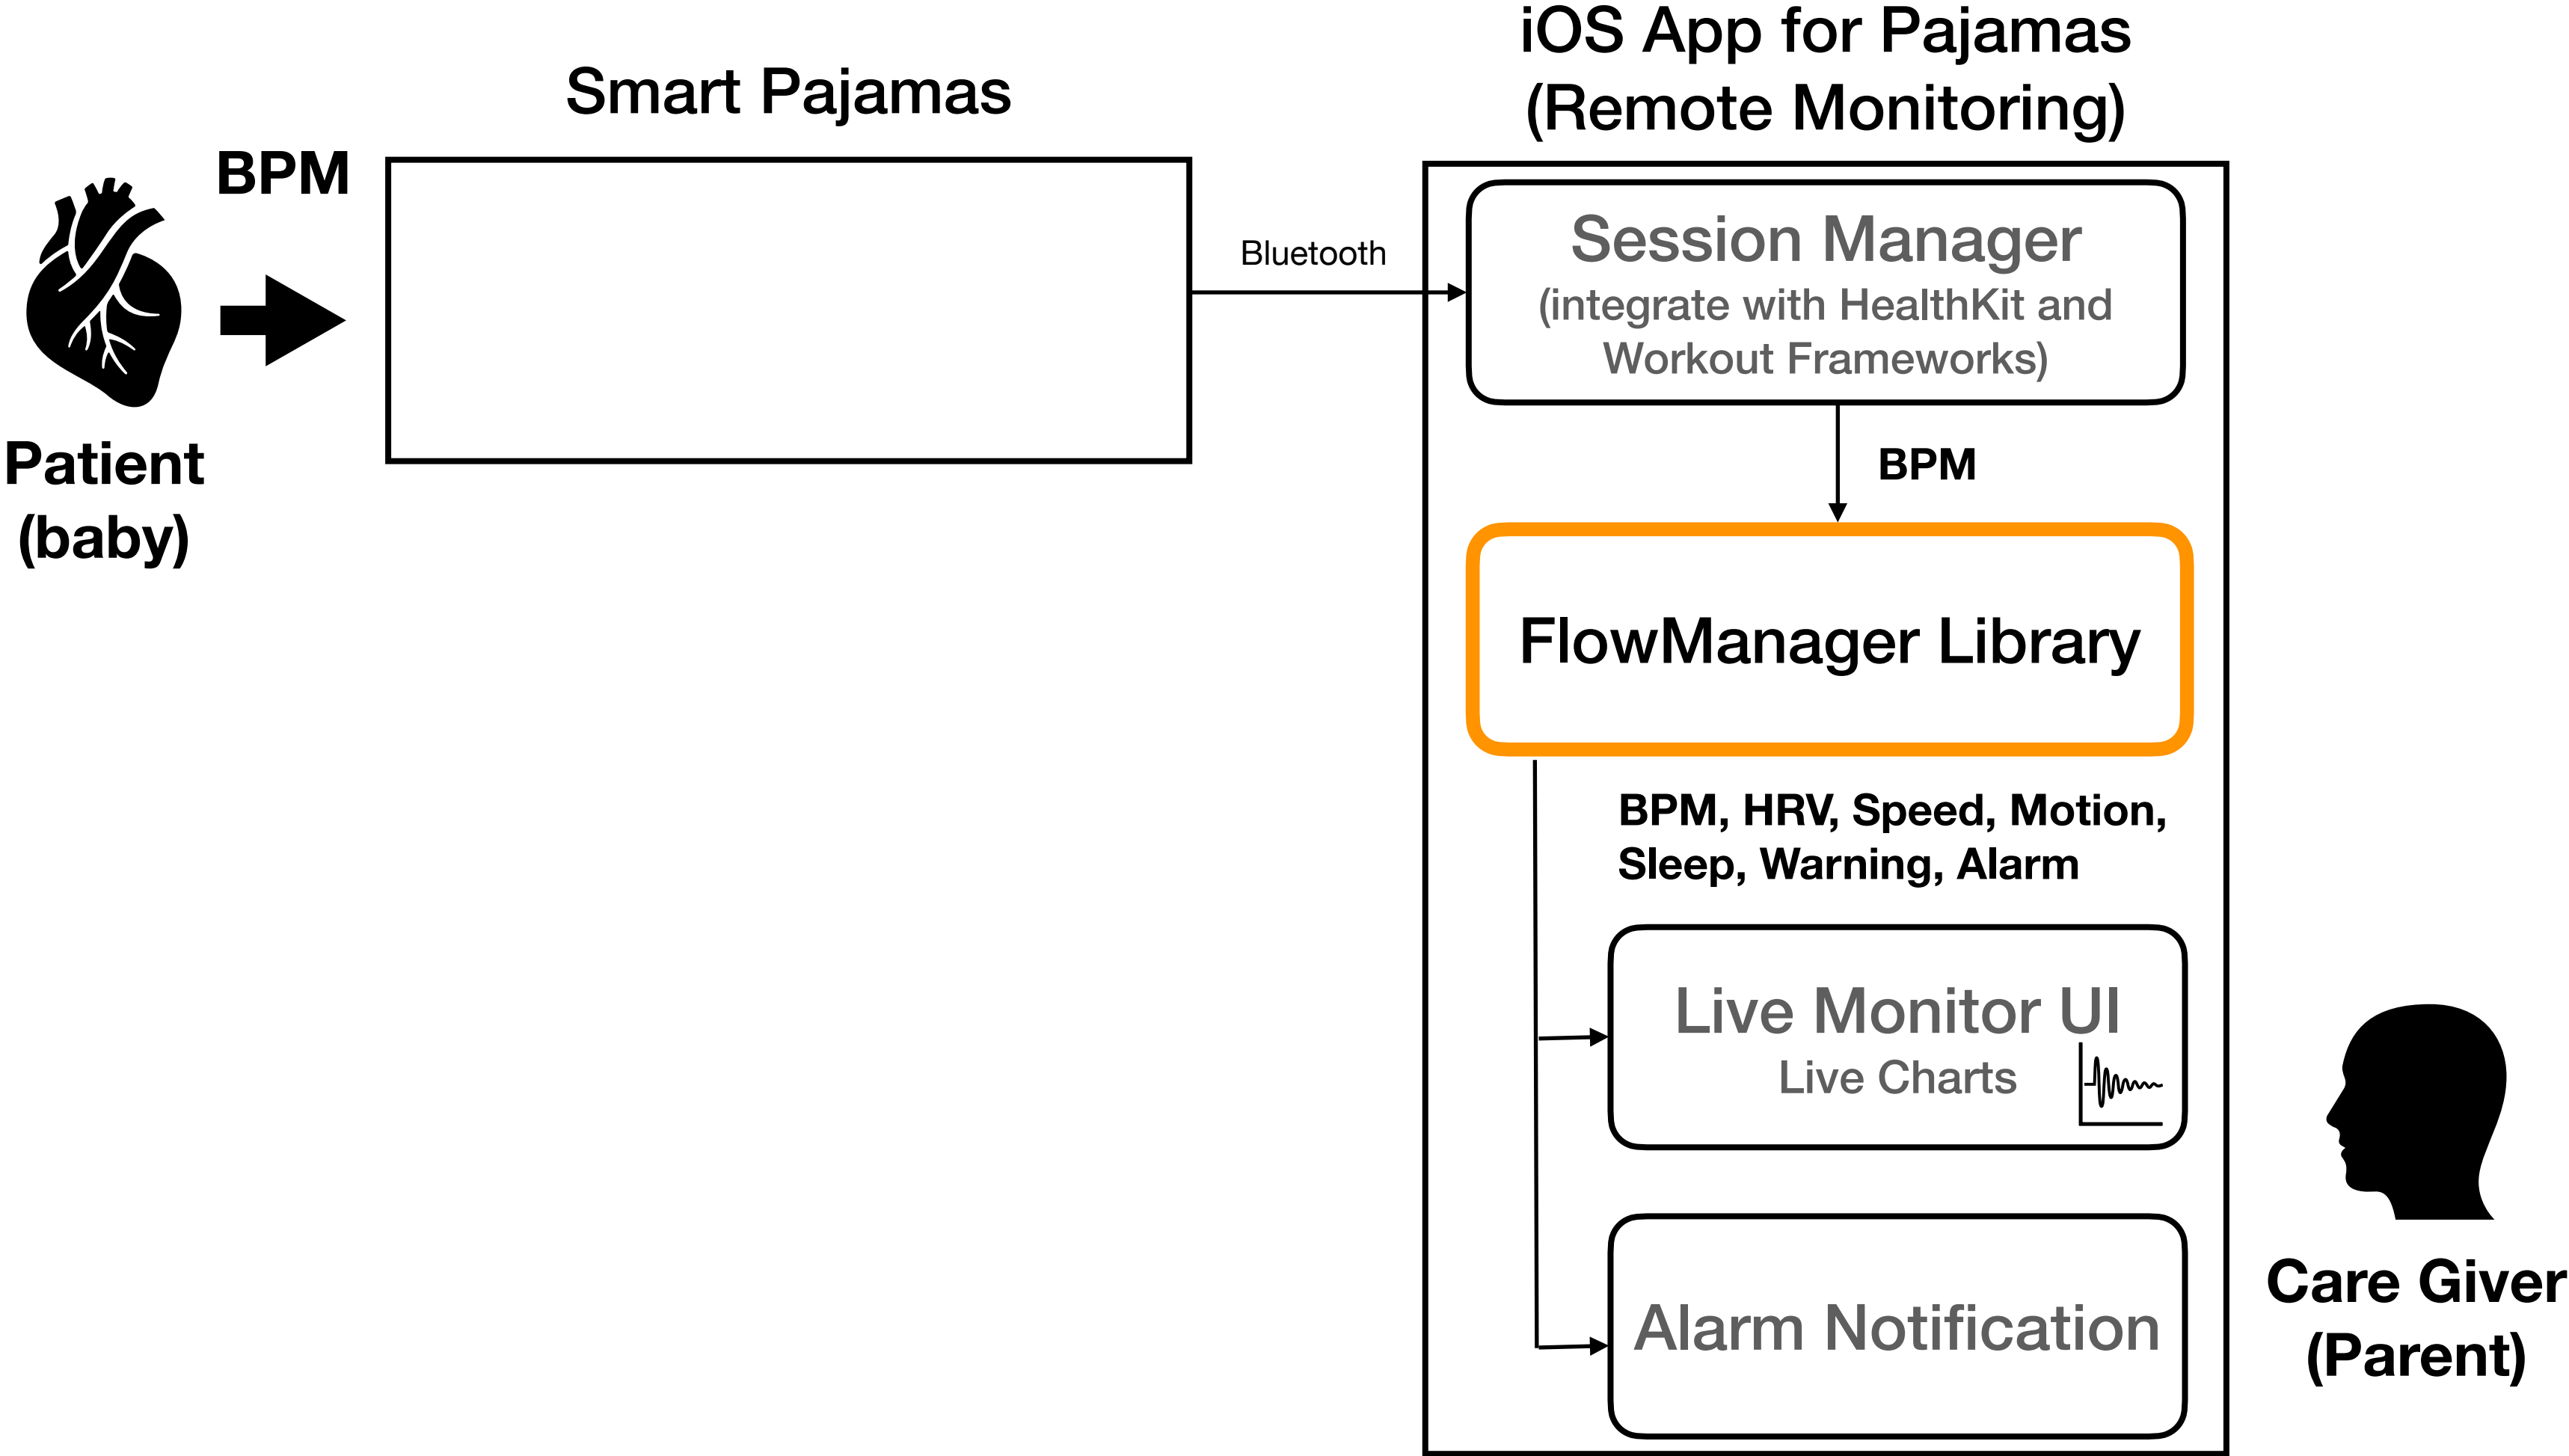 Smart Pajamas
iOS App for Pajamas
(Remote Monitoring)
BPM
Patient
(baby)
Bluetooth
Session Manager
(integrate with HealthKit and
Workout Frameworks)
BPM
FlowManager Library
BPM, HRV, Speed, Motion,
Sleep, Warning, Alarm
Live Monitor UI
Live Charts
Alarm Notification
Care Giver
(Parent)